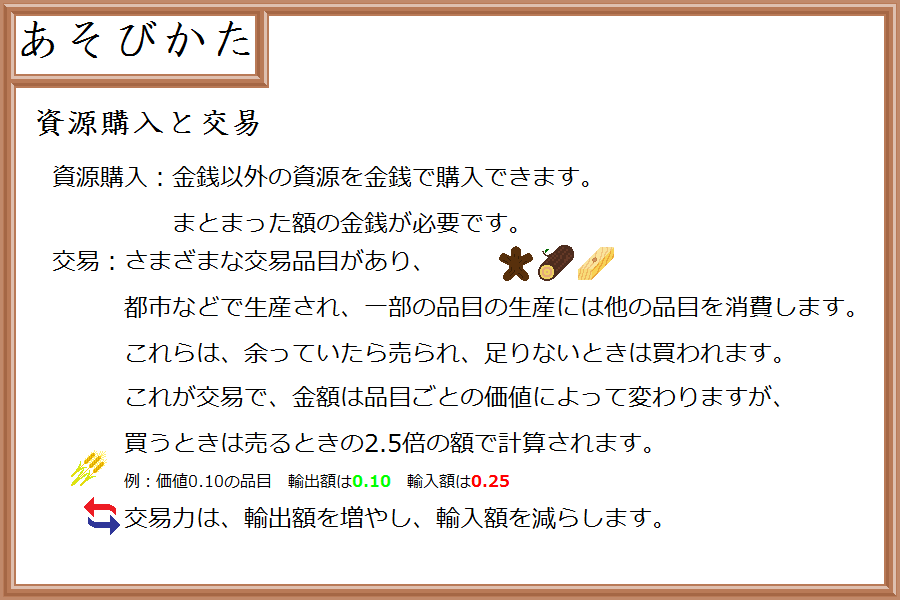 あそびかた
資源購入と交易
資源購入：金銭以外の資源を金銭で購入できます。
まとまった額の金銭が必要です。
交易：さまざまな交易品目があり、
都市などで生産され、一部の品目の生産には他の品目を消費します。
これらは、余っていたら売られ、足りないときは買われます。
これが交易で、金額は品目ごとの価値によって変わりますが、
買うときは売るときの2.5倍の額で計算されます。
例：価値0.10の品目　輸出額は0.10　輸入額は0.25
交易力は、輸出額を増やし、輸入額を減らします。